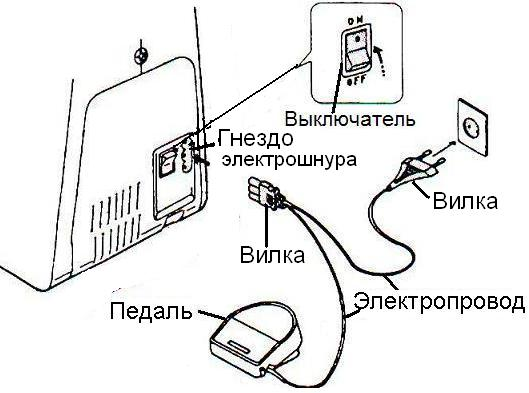 ON
OFF
Выключатель
Гнездо
электрошнура
Вилка
Вилка
Электропровод
Педаль